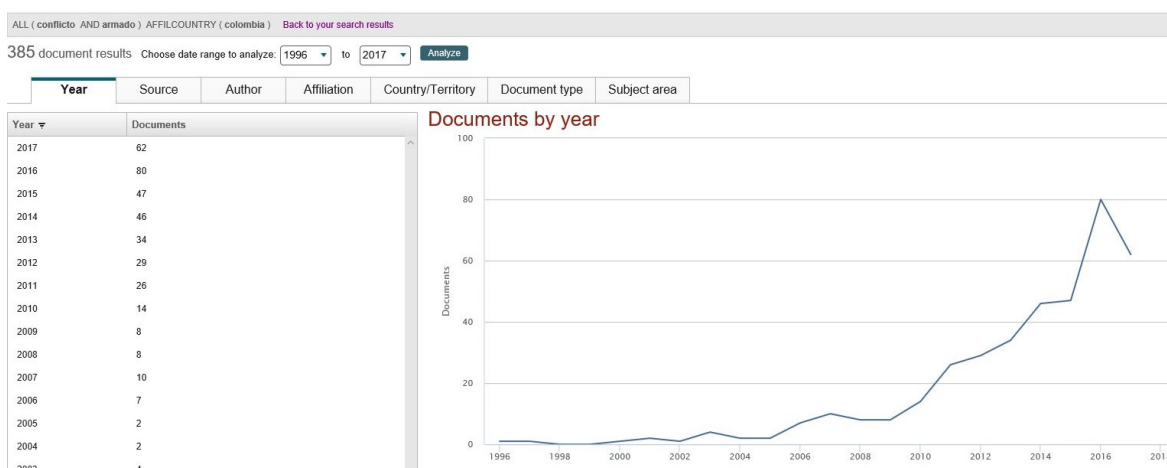 ALL ( conflicto AND armado ) AFFILCOUNTRY ( colombia ) Back to your search results
385 document results Choose date range to analyze: 1996 to 2017 Analyze
Year Source Author Affiliation Country/Territory Document type Subject area
Year Documents
2017 62
2016 80
2015 47
2014 46
2013 34
2012 29
2011 26
2010 14
2009 8
2008 8
2007 10
2006 7
2005 2
2004 2
Documents by year
100
80
60
40
20
0
Documents
1996 1998 2000 2002 2004 2006 2008 2010 2012 2014 2016